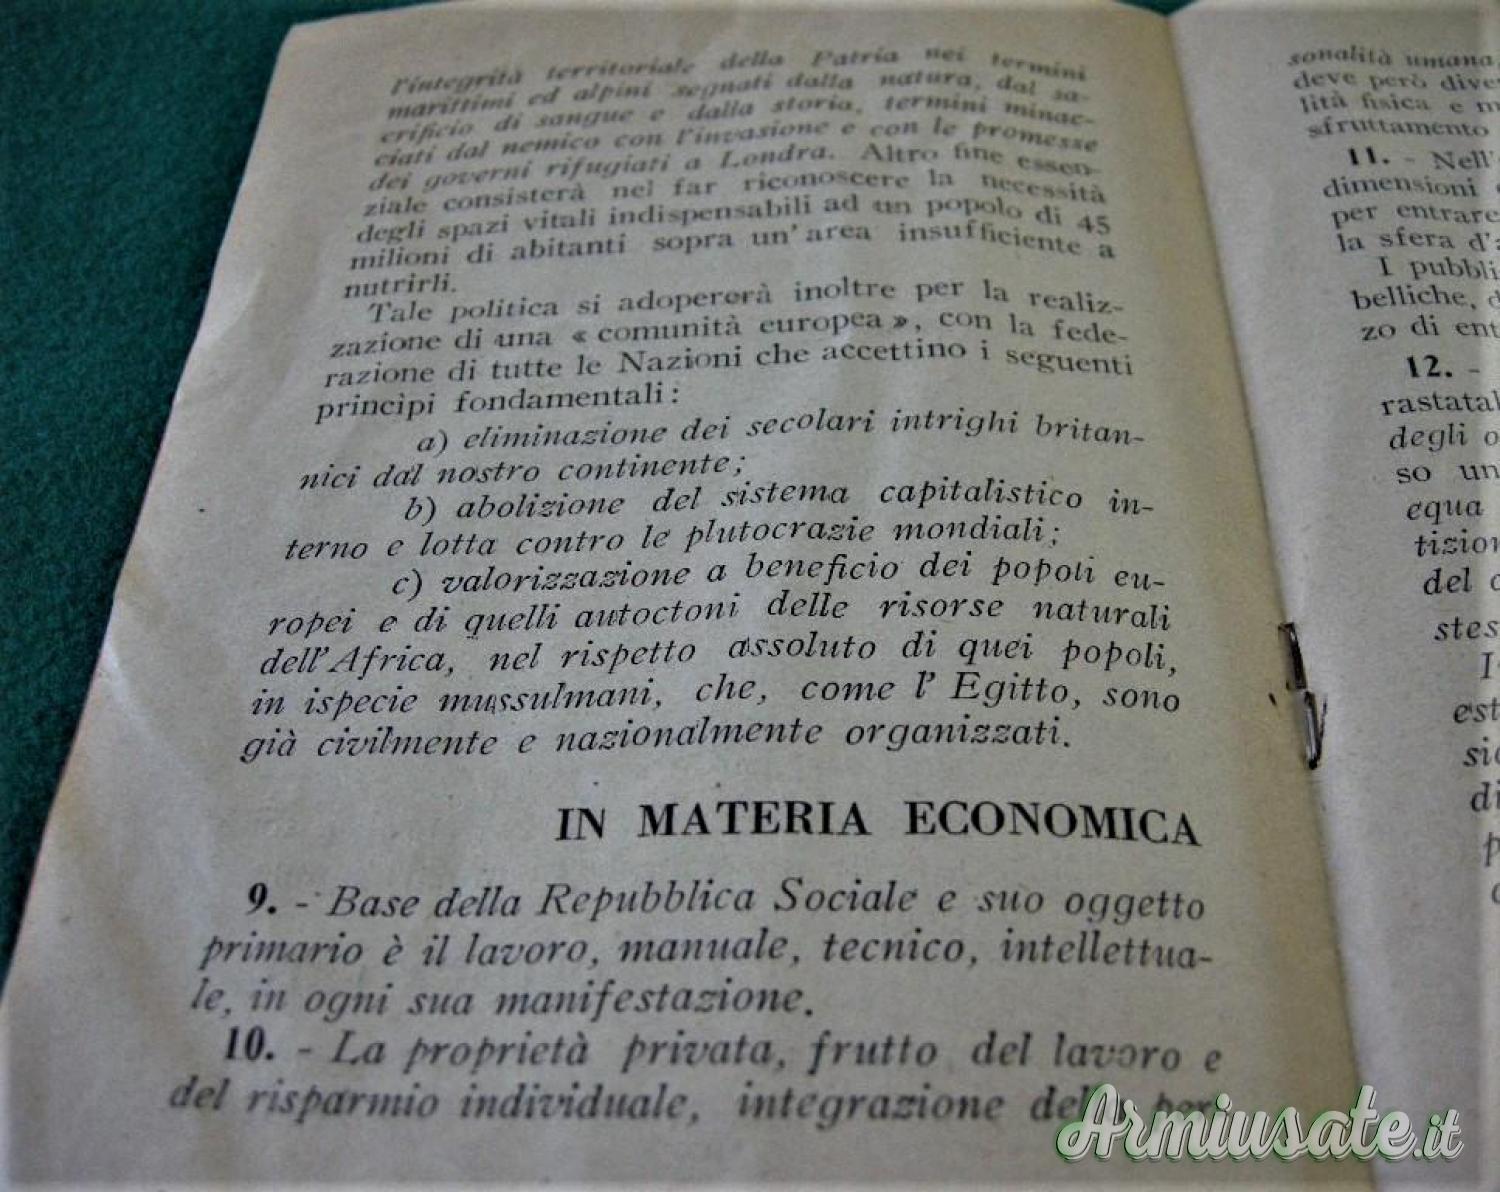 l'integrità territoriale della Patria nei termini
marittimi ed alpini segnati dalla natura, dal sa-
crificio di sangue e dalla storia, termini minac-
ciati dal nemico con l'invasione e con le promesse
dei governi rifugiati a Londra. Altro fine essen-
ziale consisterà nel far riconoscere la necessità
degli spazi vitali indispensabili ad un popolo di 45
milioni di abitanti sopra un'area insufficiente a
nutrirli.
Tale politica si adopererà inoltre per la realiz-
zazione di una « comunità europea », con la fede-
razione di tutte le Nazioni che accettino i seguenti
princìpi fondamentali:
a) eliminazione dei secolari intrighi britan-
nici dal nostro continente;
b) abolizione del sistema capitalistico in-
terno e lotta contro le plutocrazie mondiali;
c) valorizzazione a beneficio dei popoli eu-
ropei e di quelli autoctoni delle risorse naturali
dell'Africa, nel rispetto assoluto di quei popoli,
in ispecie mussulmani, che, come l'Egitto, sono
già civilmente e nazionalmente organizzati.
IN MATERIA ECONOMICA
9. - Base della Repubblica Sociale e suo oggetto
primario è il lavoro, manuale, tecnico, intellettua-
le, in ogni sua manifestazione.
10. - La proprietà privata, frutto del lavoro e
del risparmio individuale, integrazione della per-
sonalità umana,
deve però
lità fisica e
sfruttamento
11. - Nell'
dimensioni
per entrare
la sfera
I
belliche,
zo di
12. -
degli
so un
equa
del
I
Armiusate.it